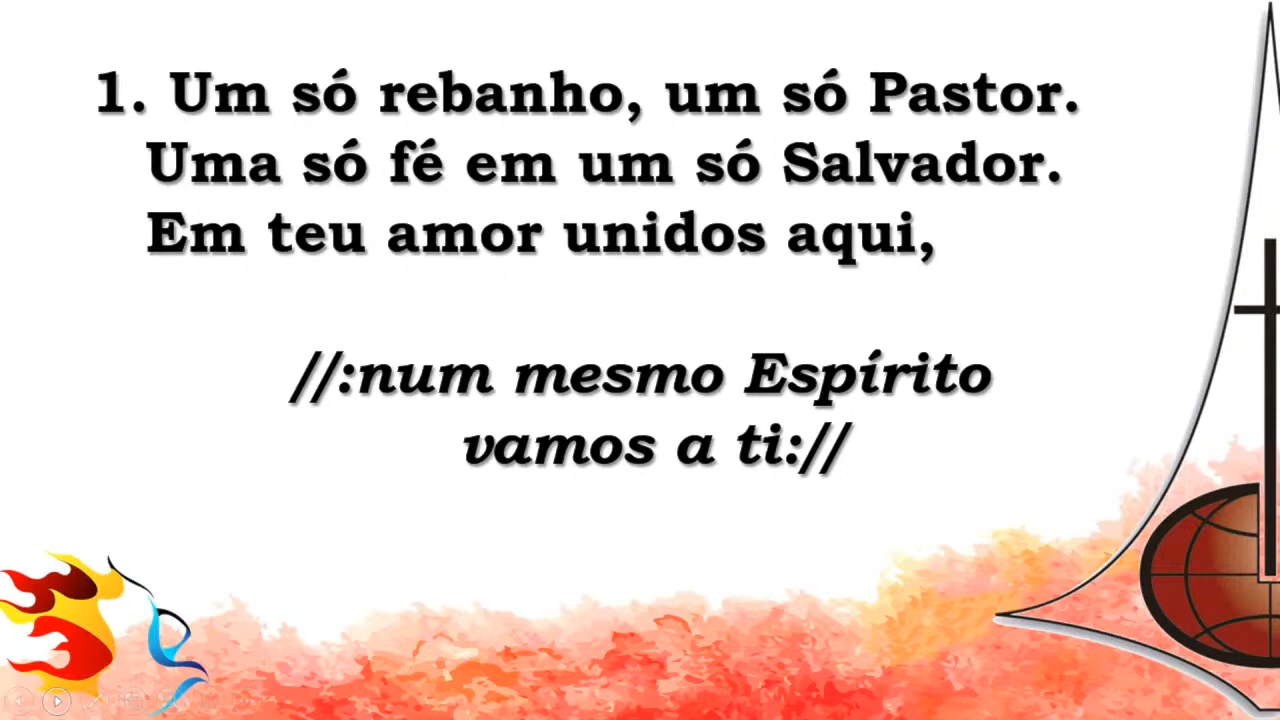 1. Um só rebanho, um só Pastor.
Uma só fé em um só Salvador.
Em teu amor unidos aqui,
//:num mesmo Espírito
vamos a ti://